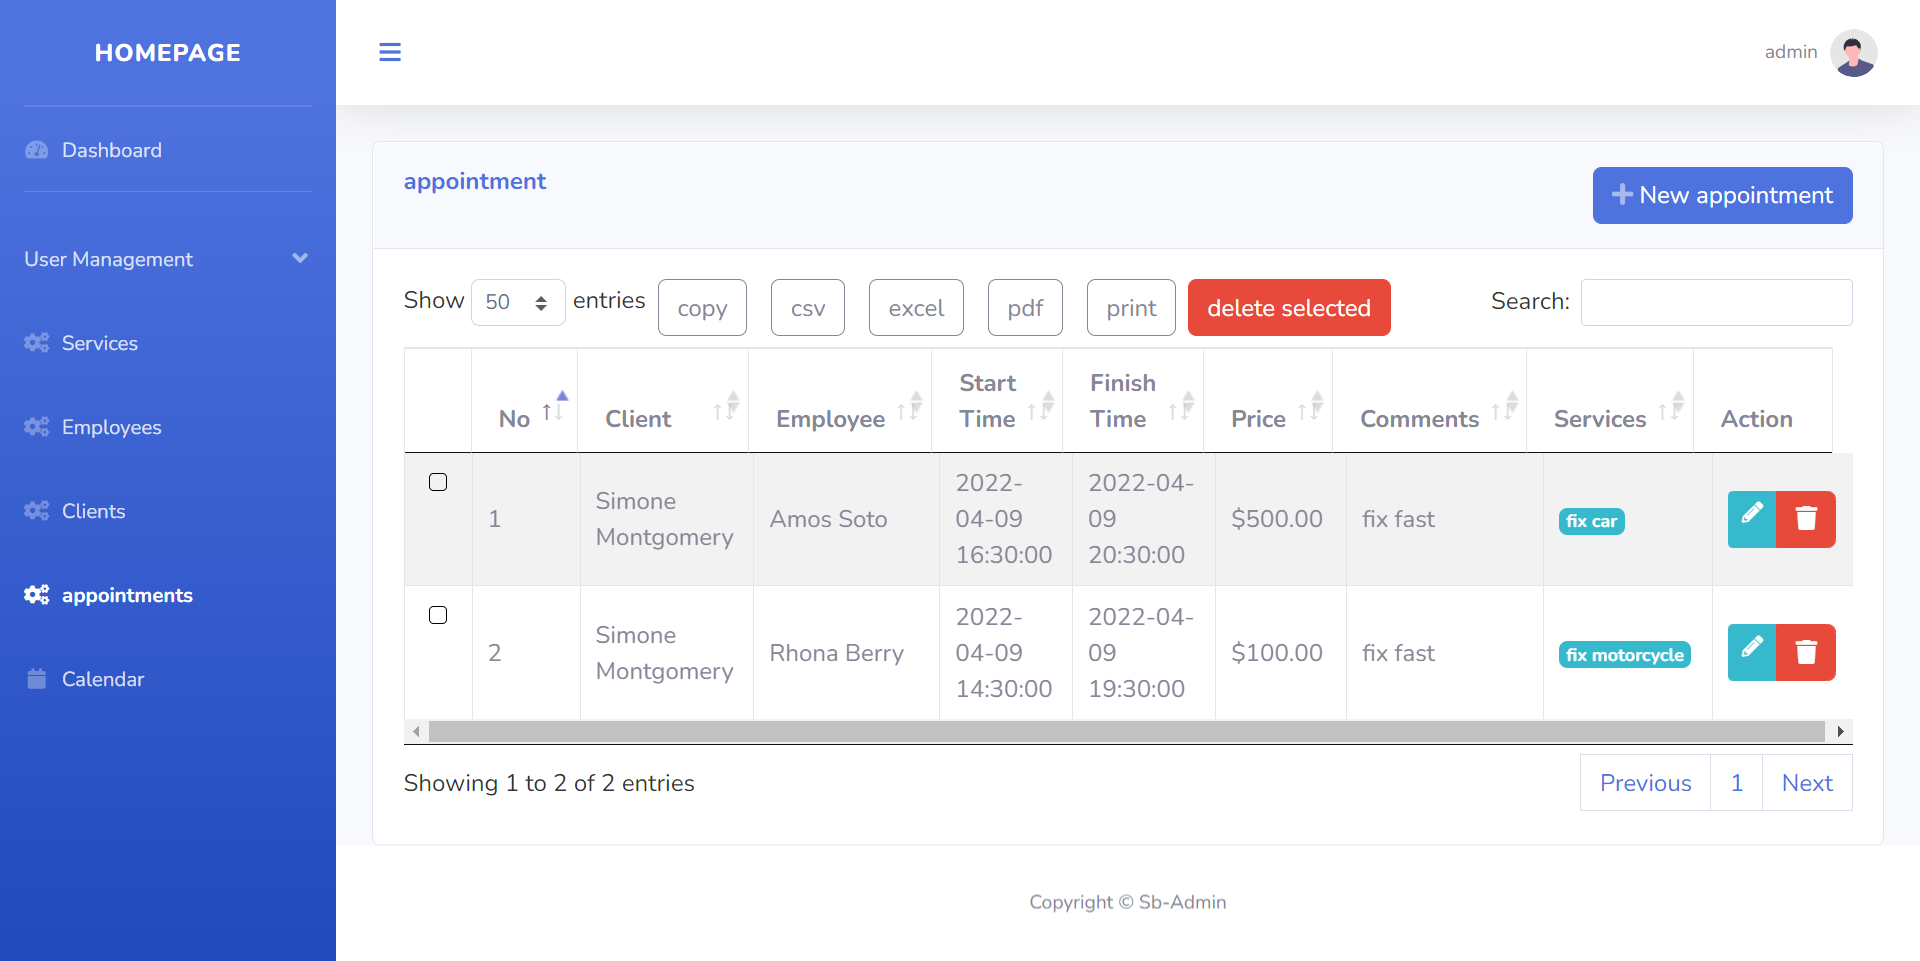 HOMEPAGE
admin
Dashboard
User Management
Services
Employees
Clients
appointments
Calendar
appointment
New appointment
Show 50 entries
copy
csv
excel
pdf
print
delete selected
Search:
No
Client
Employee
Start
Time
Finish
Time
Price
Comments
Services
Action
1
Simone
Montgomery
Amos Soto
2022-
04-09
16:30:00
2022-04-
09
20:30:00
$500.00
fix fast
fix car
2
Simone
Montgomery
Rhona Berry
2022-
04-09
14:30:00
2022-04-
09
19:30:00
$100.00
fix fast
fix motorcycle
Showing 1 to 2 of 2 entries
Previous
1
Next
Copyright © Sb-Admin